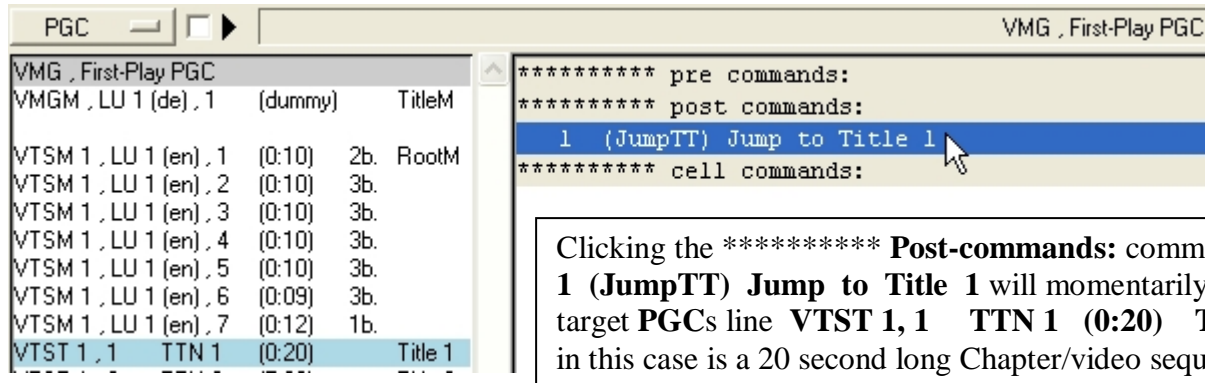 PGC
VMG , First-Play PGC
VMG , First-Play PGC
VMGM , LU 1 (de) , 1 (dummy) TitleM
VTSM 1 , LU 1 (en) , 1 (0:10) 2b. RootM
VTSM 1 , LU 1 (en) , 2 (0:10) 3b.
VTSM 1 , LU 1 (en) , 3 (0:10) 3b.
VTSM 1 , LU 1 (en) , 4 (0:10) 3b.
VTSM 1 , LU 1 (en) , 5 (0:10) 3b.
VTSM 1 , LU 1 (en) , 6 (0:09) 3b.
VTSM 1 , LU 1 (en) , 7 (0:12) 1b.
VTST 1 , 1 TTN 1 (0:20) Title 1
********** pre commands:
********** post commands:
1 (JumpTT) Jump to Title 1
********** cell commands:
Clicking the ********** Post-commands: comm
1 (JumpTT) Jump to Title 1 will momentarily
target PGCs line VTST 1, 1 TTN 1 (0:20) T
in this case is a 20 second long Chapter/video sequ